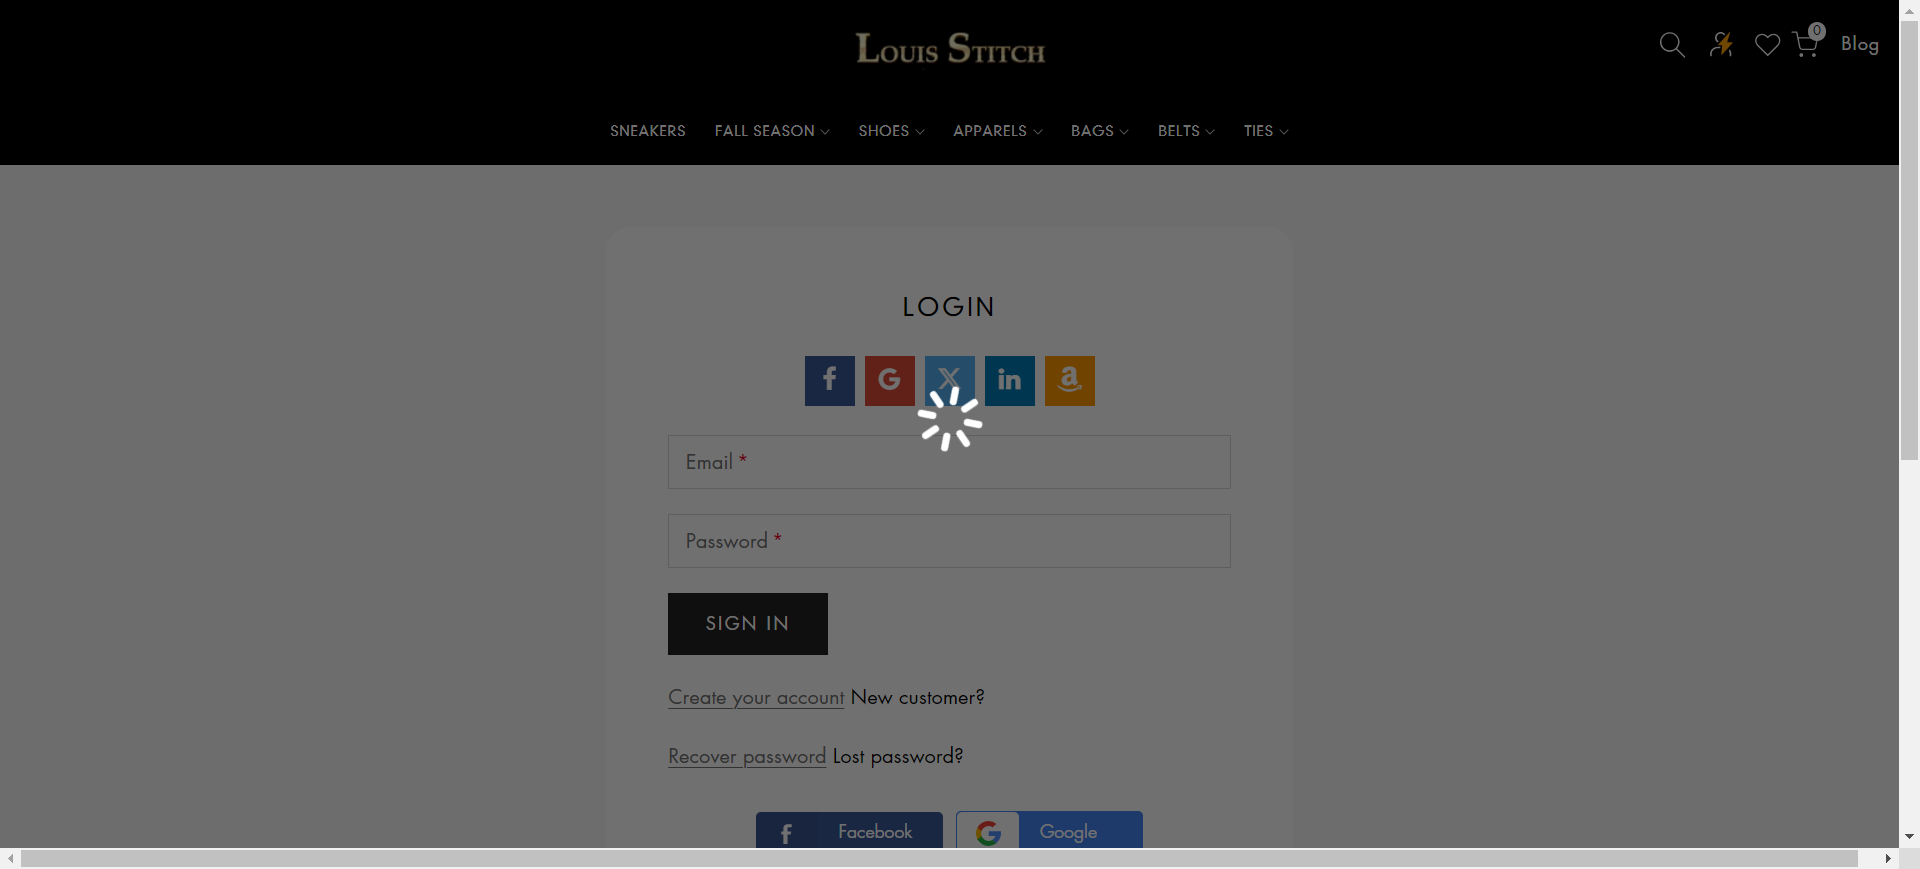 LOUIS STITCH
0
Blog
SNEAKERS FALL SEASON SHOES APPARELS BAGS BELTS TIES
LOGIN
Email *
Password *
SIGN IN
Create your account New customer?
Recover password Lost password?
Facebook
Google